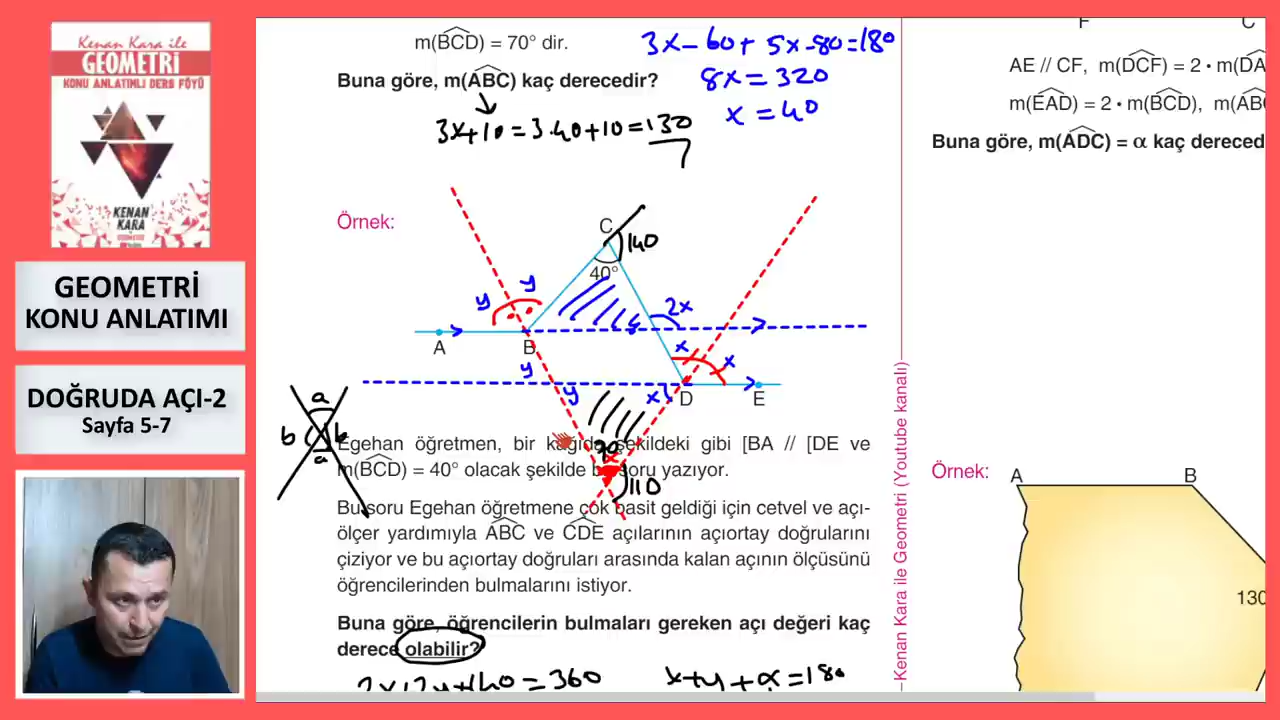 Kenan Kara ile
GEOMETRİ
KONU ANLATIMLI DERS FÖYÜ
KENAN
KARA
GEOMETRİ
KONU ANLATIMI
DOĞRUDA AÇI-2
Sayfa 5-7
m(BCD) = 70° dir.
Buna göre, m(ABC) kaç derecedir?
3x+10=3.40+10=130
3x-60+5x-80=180
8x=320
x=40
Örnek:
C
140
40°
y
y
2x
A
B
x
x
y
y
x
D
E
70
110
a
b
b
a
Egehan öğretmen, bir kağıda şekildeki gibi [BA // [DE ve
m(BCD) = 40° olacak şekilde bir soru yazıyor.
Bu soru Egehan öğretmene çok basit geldiği için cetvel ve açı-
ölçer yardımıyla ABC ve CDE açılarının açıortay doğrularını
çiziyor ve bu açıortay doğruları arasında kalan açının ölçüsünü
öğrencilerinden bulmalarını istiyor.
Buna göre, öğrencilerin bulmaları gereken açı değeri kaç
derece olabilir?
2x+2y+140=360
x+y+α=180
Kenan Kara ile Geometri (Youtube kanalı)
F
C
AE // CF, m(DCF) = 2 • m(DA
m(EAD) = 2 • m(BCD), m(AB
Buna göre, m(ADC) = α kaç dereced
Örnek:
A
B
130